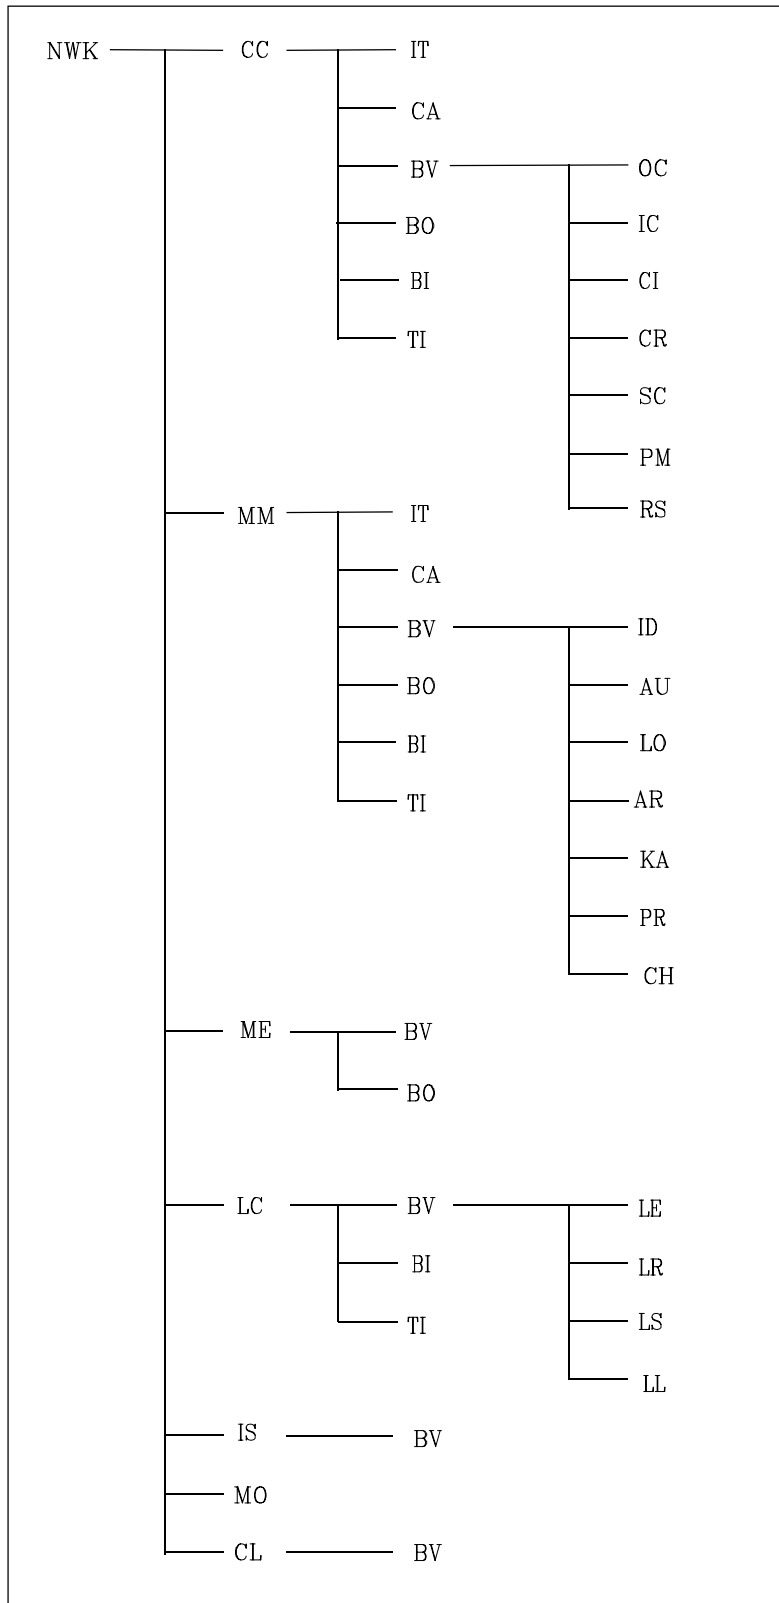 NWK CC IT
CA
BV OC
BO IC
BI CI
TI CR
SC
PM
MM IT RS
CA
BV ID
BO AU
BI LO
TI AR
KA
PR
CH
ME BV
BO
LC BV LE
BI LR
TI LS
LL
IS BV
MO
CL BV